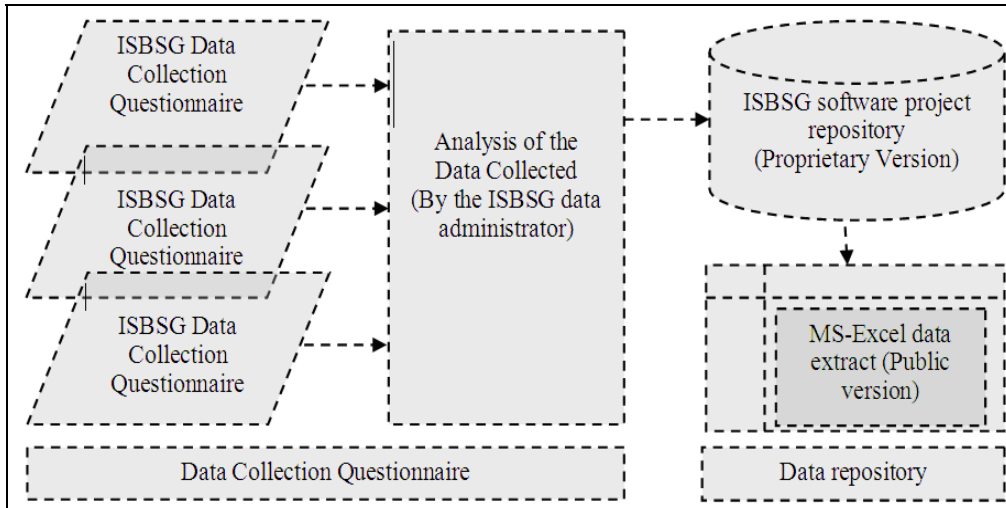 ISBSG Data
Collection
Questionnaire
ISBSG Data
Collection
Questionnaire
ISBSG Data
Collection
Questionnaire
Analysis of the
Data Collected
(By the ISBSG data
administrator)
ISBSG software project
repository
(Proprietary Version)
MS-Excel data
extract (Public
version)
Data Collection Questionnaire
Data repository